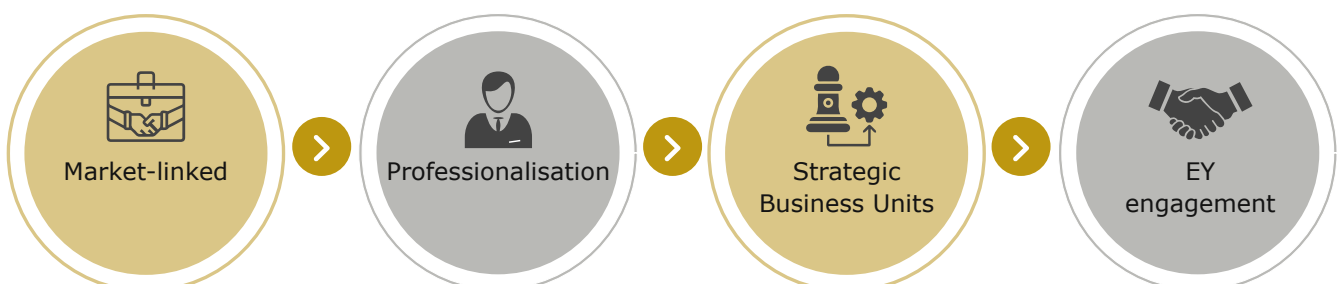 Market-linked
Professionalisation
Strategic
Business Units
EY
engagement